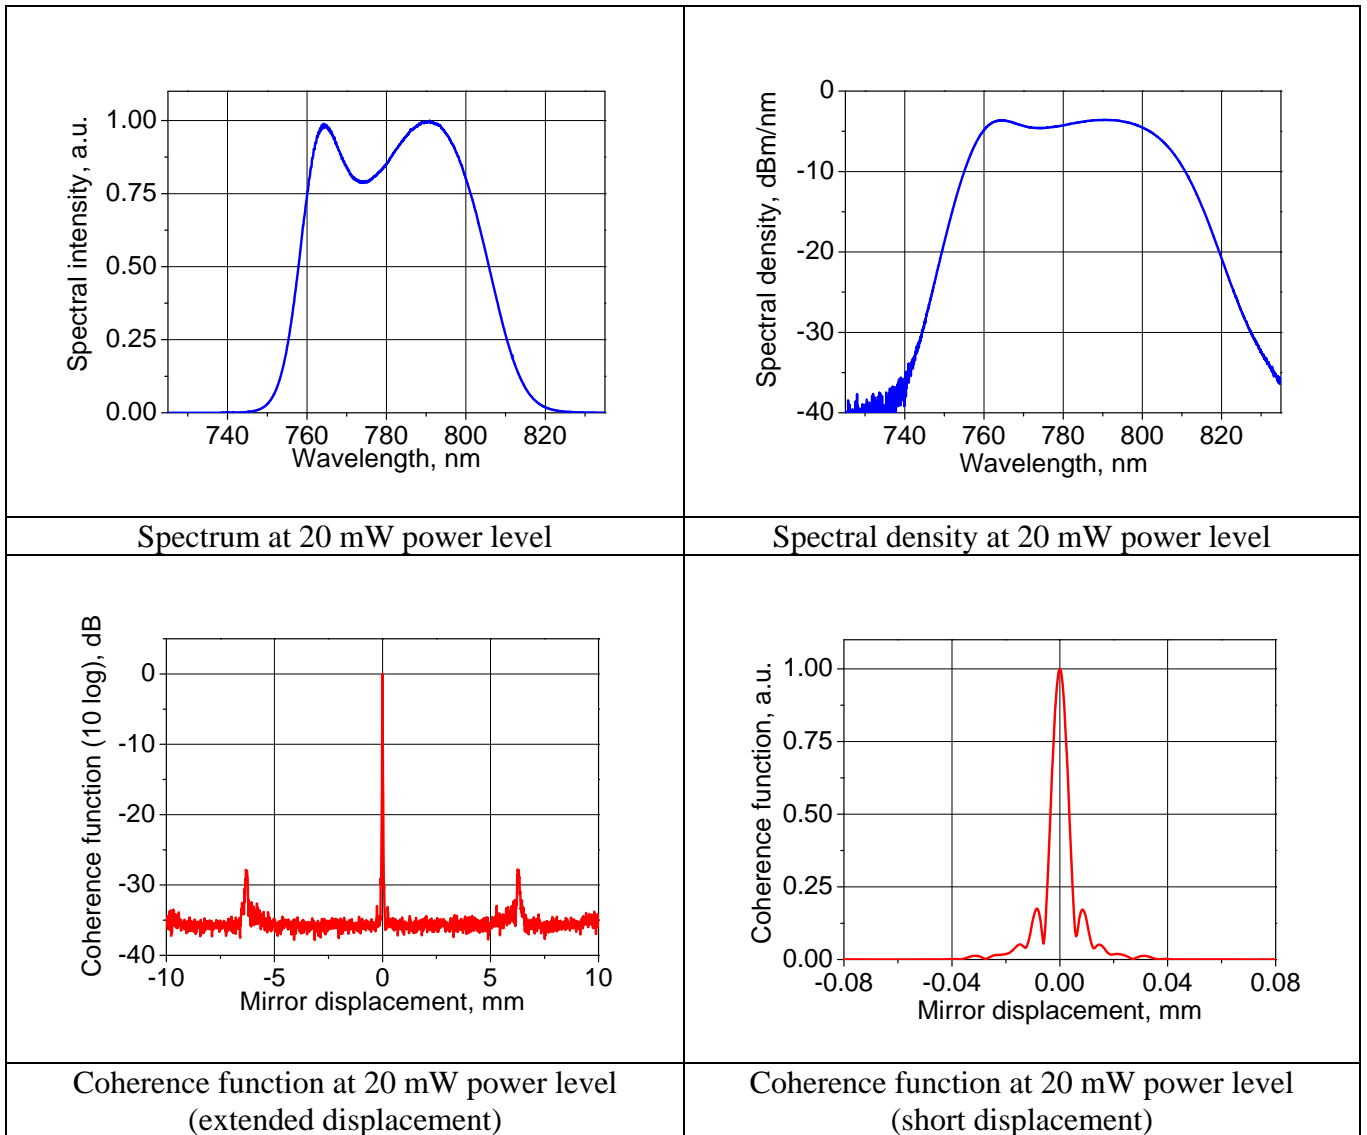 1.00
0.75
0.50
0.25
0.00
Spectral intensity, a.u.
740 760 780 800 820
Wavelength, nm
Spectrum at 20 mW power level
0
-10
-20
-30
-40
Spectral density, dBm/nm
740 760 780 800 820
Wavelength, nm
Spectral density at 20 mW power level
0
-10
-20
-30
-40
Coherence function (10 log), dB
-10 -5 0 5 10
Mirror displacement, mm
Coherence function at 20 mW power level
(extended displacement)
1.00
0.75
0.50
0.25
0.00
Coherence function, a.u.
-0.08 -0.04 0.00 0.04 0.08
Mirror displacement, mm
Coherence function at 20 mW power level
(short displacement)